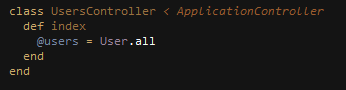 class UsersController < ApplicationController
  def index
    @users = User.all
  end
end